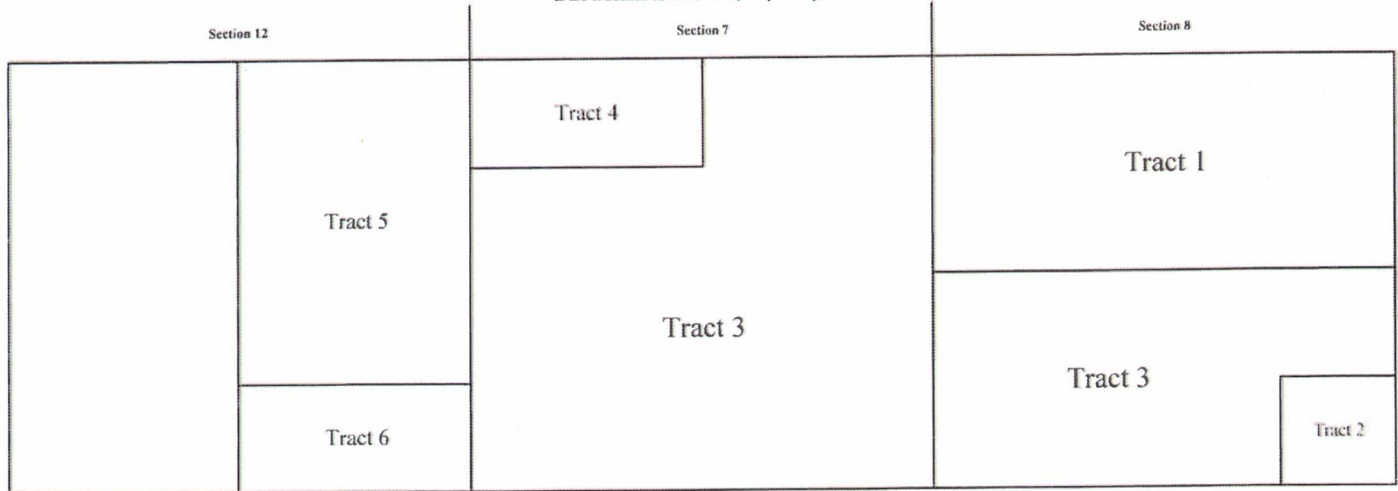 Section 12
Section 7
Section 8
Tract 4
Tract 1
Tract 5
Tract 3
Tract 3
Tract 2
Tract 6